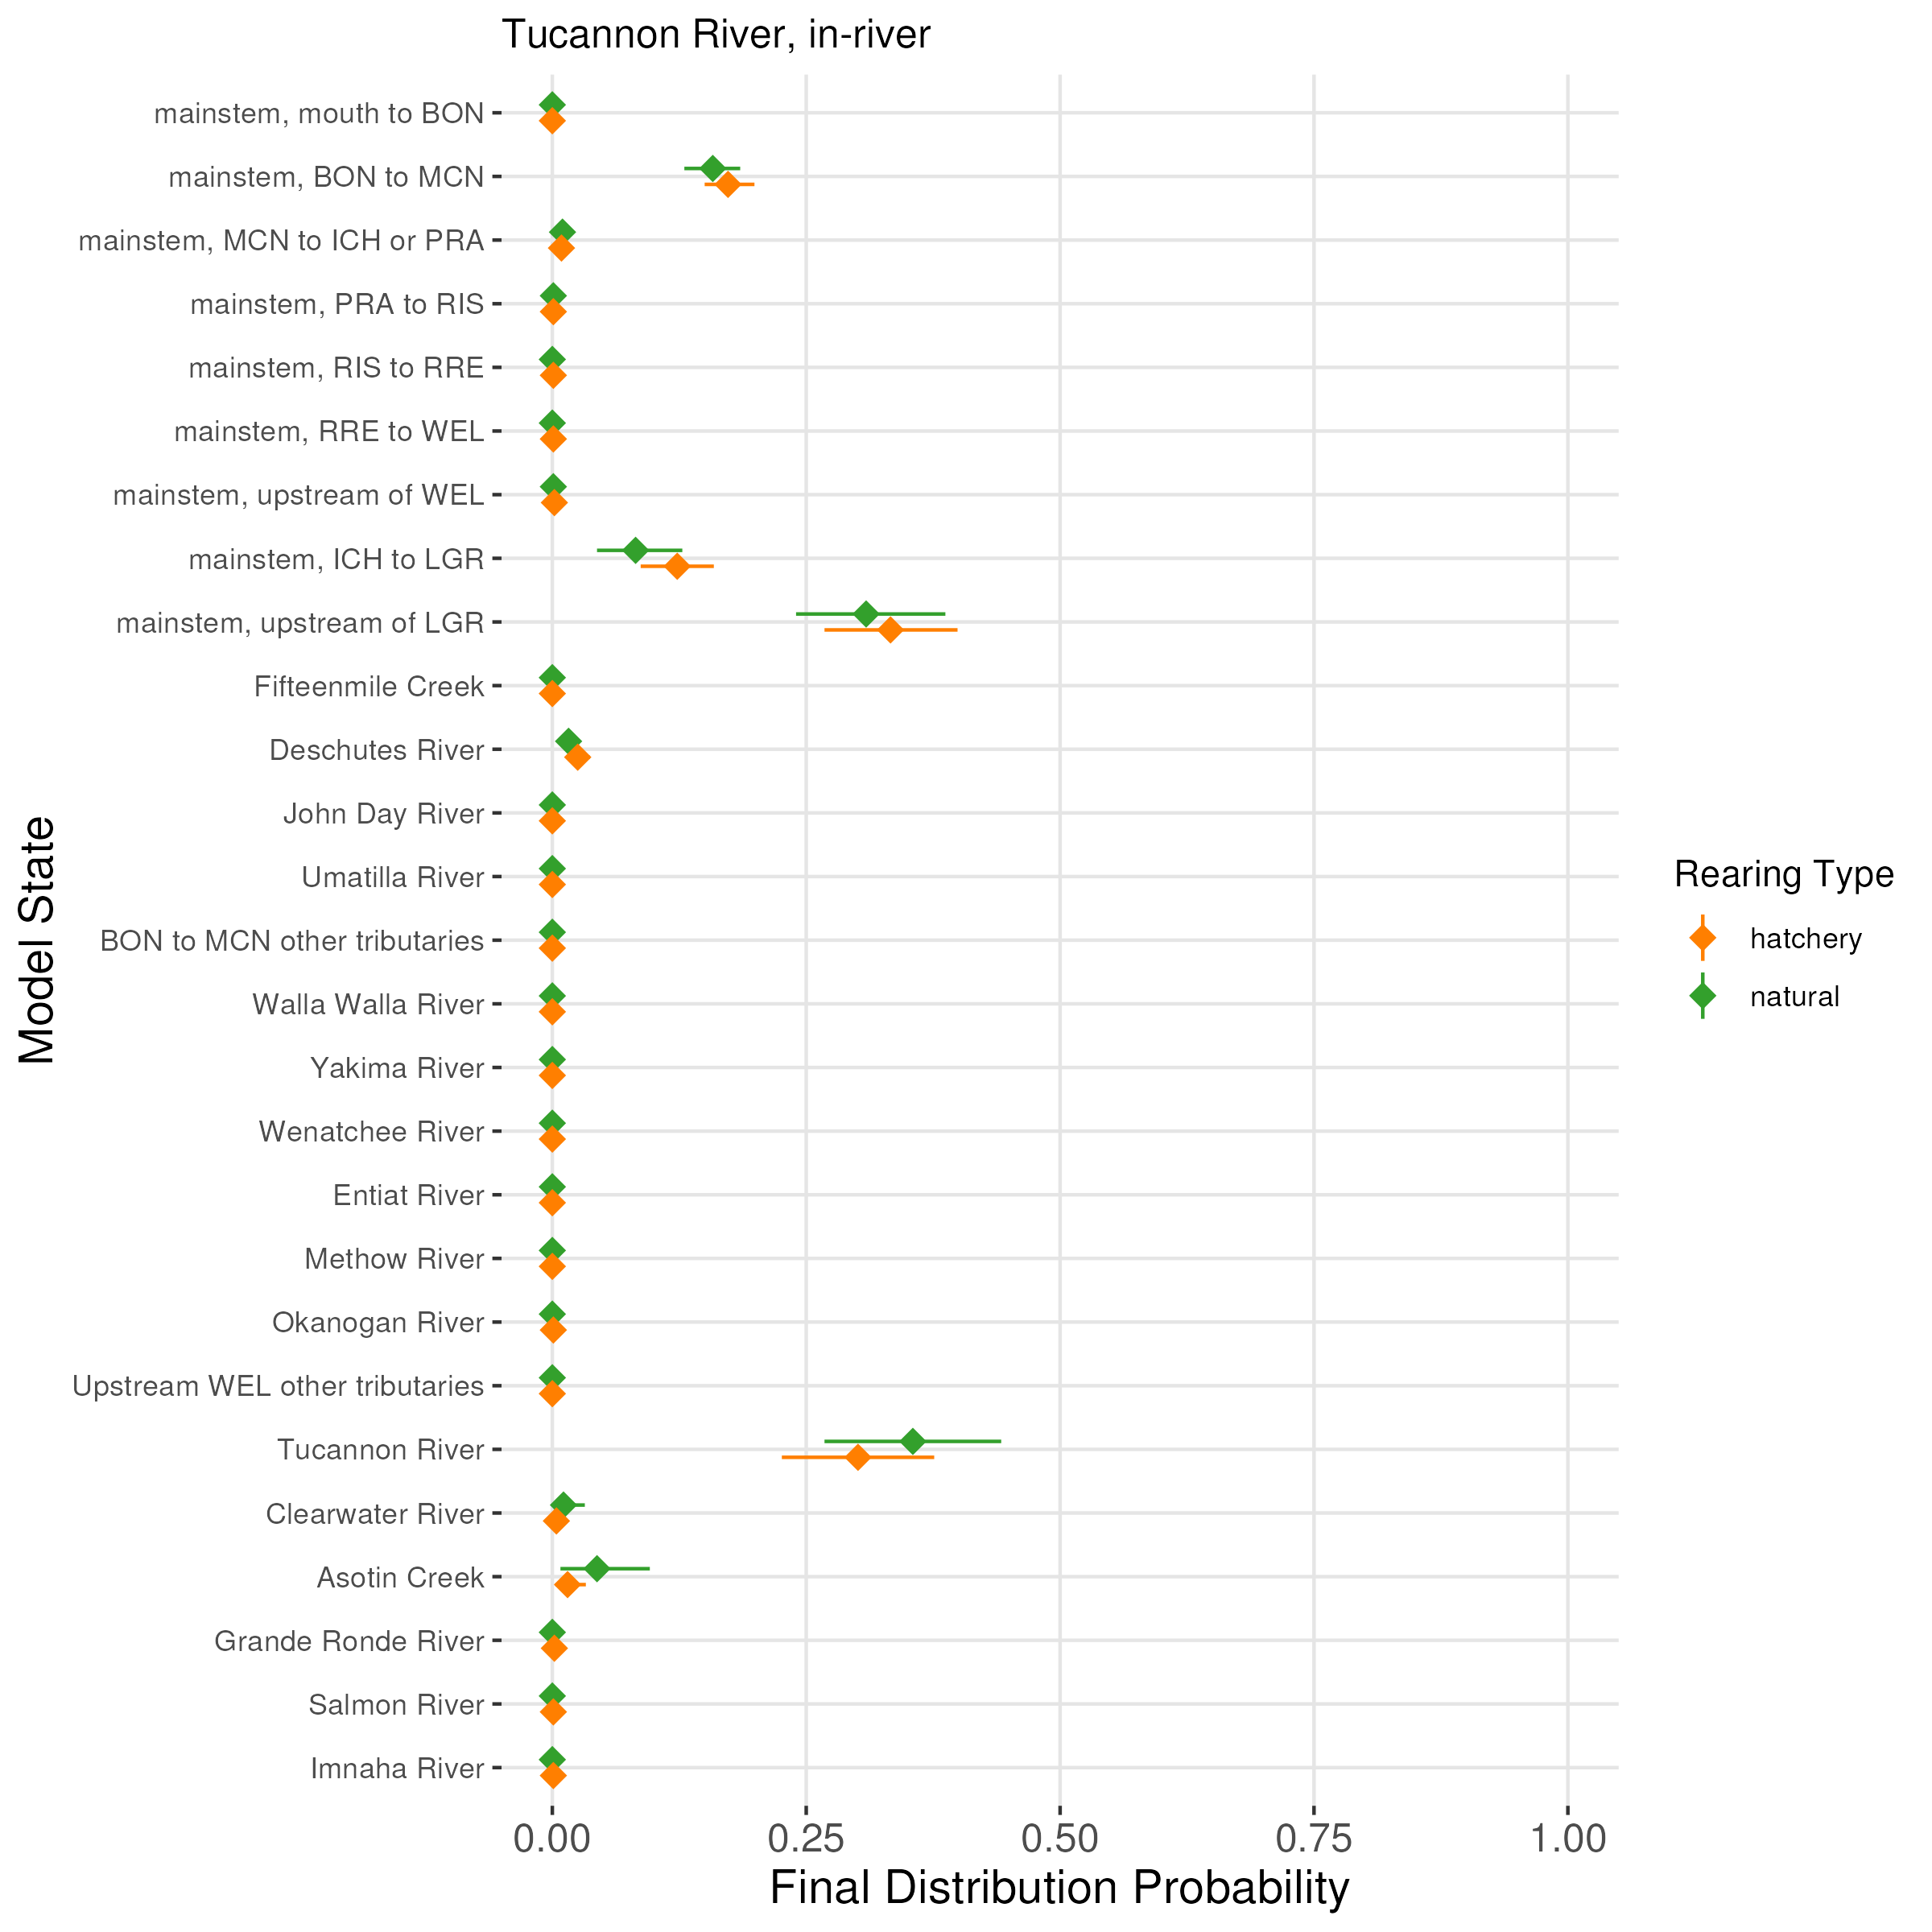 Tucannon River, in-river
Model State
mainstem, mouth to BON
mainstem, BON to MCN
mainstem, MCN to ICH or PRA
mainstem, PRA to RIS
mainstem, RIS to RRE
mainstem, RRE to WEL
mainstem, upstream of WEL
mainstem, ICH to LGR
mainstem, upstream of LGR
Fifteenmile Creek
Deschutes River
John Day River
Umatilla River
BON to MCN other tributaries
Walla Walla River
Yakima River
Wenatchee River
Entiat River
Methow River
Okanogan River
Upstream WEL other tributaries
Tucannon River
Clearwater River
Asotin Creek
Grande Ronde River
Salmon River
Imnaha River
0.00 0.25 0.50 0.75 1.00
Final Distribution Probability
Rearing Type
hatchery
natural